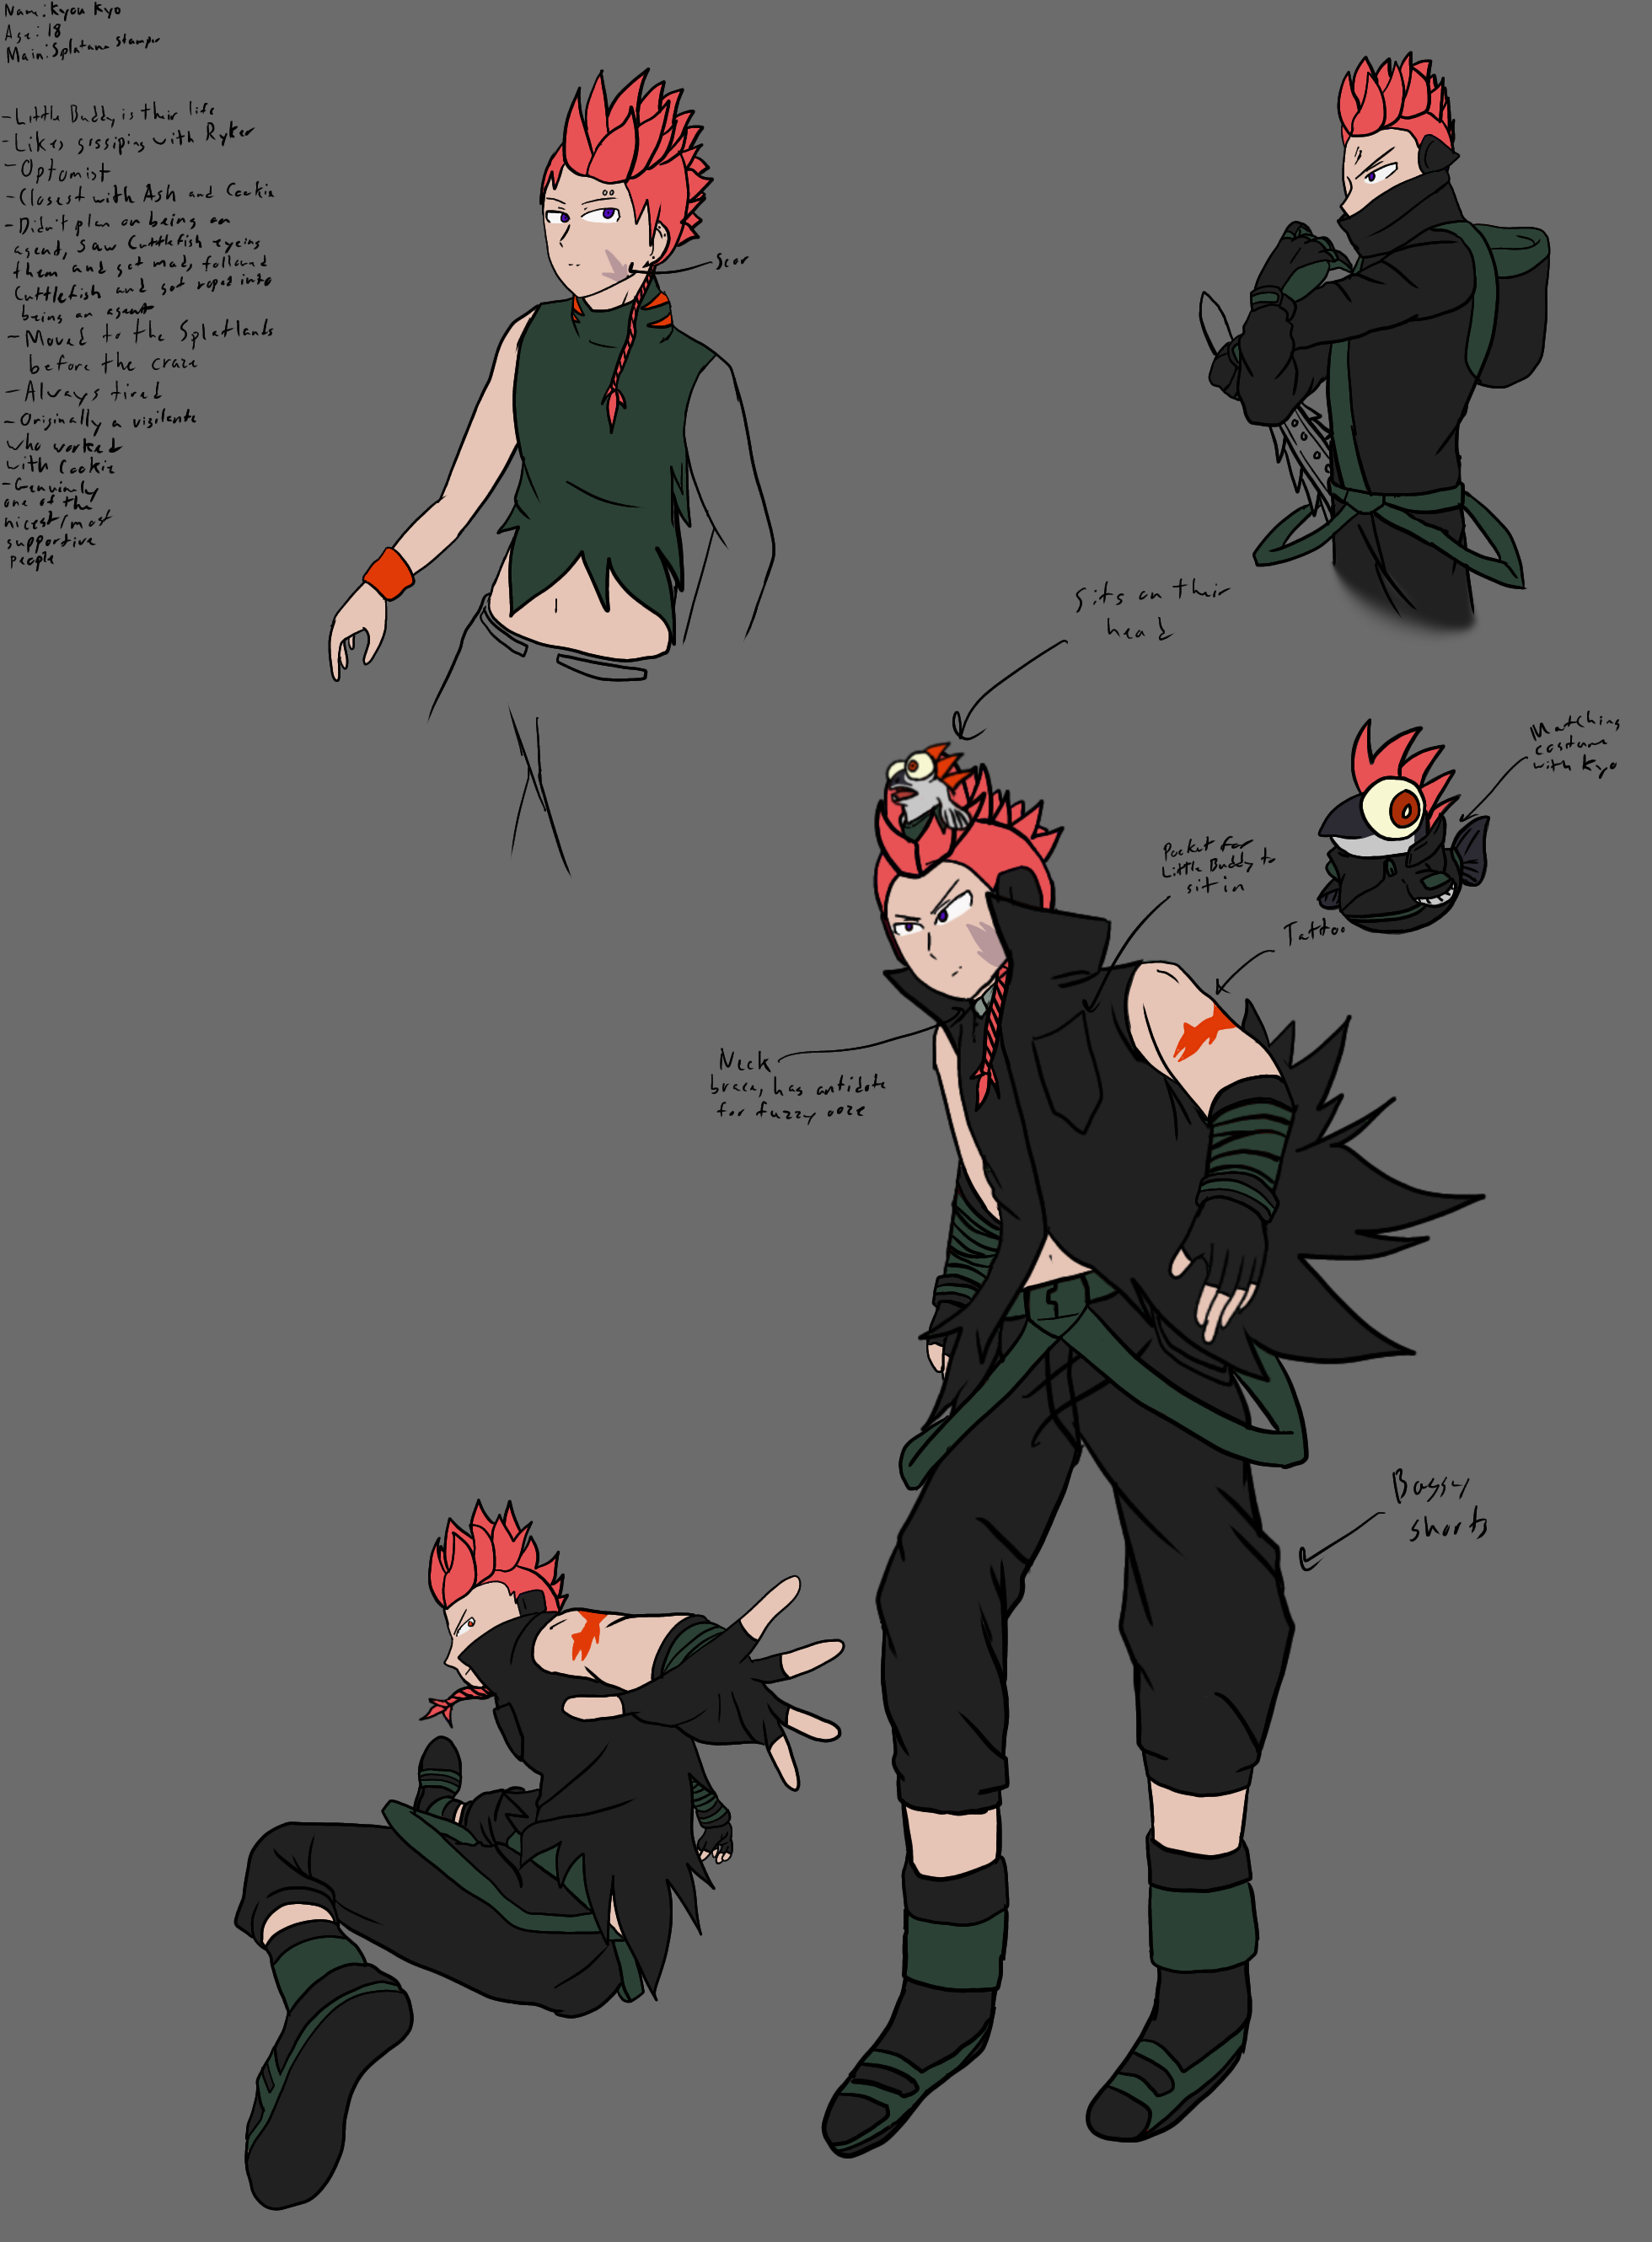 Nam:Kyou Kyo
Age:18
Main:Splatana Stamper
-Little Buddy is their life
-Likes gossiping with Ryker
-Optomist
-Closest with Ash and Cookie
-Didn't plan on being an
agent, saw Cuttlefish eyeing
them and got mad, followed
Cuttlefish and got roped into
being an agent
-Moved to the Splatlands
before the craze
-Always tired
-Originally a vigilante
who worked
with Cookie
-Genuinely
one of the
nicest/most
supportive
people
Scar
Sits on their
head
Matching
costume
with Kyo
Pocket for
Little Buddy to
sit in
Tattoo
Neck
brace, has antidote
for fuzzy ooze
Baggy
shorts